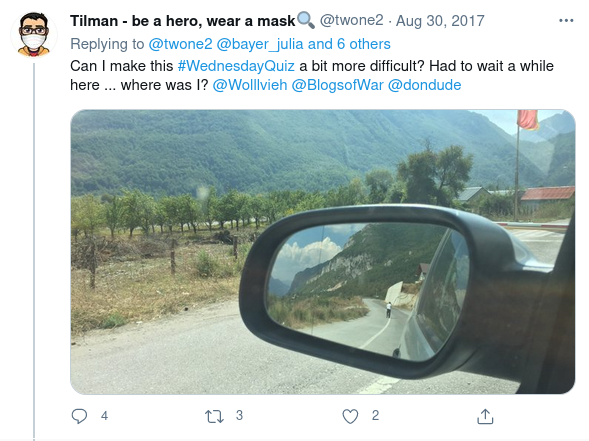 Tilman - be a hero, wear a mask🔍 @twone2 · Aug 30, 2017
Replying to @twone2 @bayer_julia and 6 others
Can I make this #WednesdayQuiz a bit more difficult? Had to wait a while
here ... where was I? @Wolllvieh @BlogsofWar @dondude
4 3 2